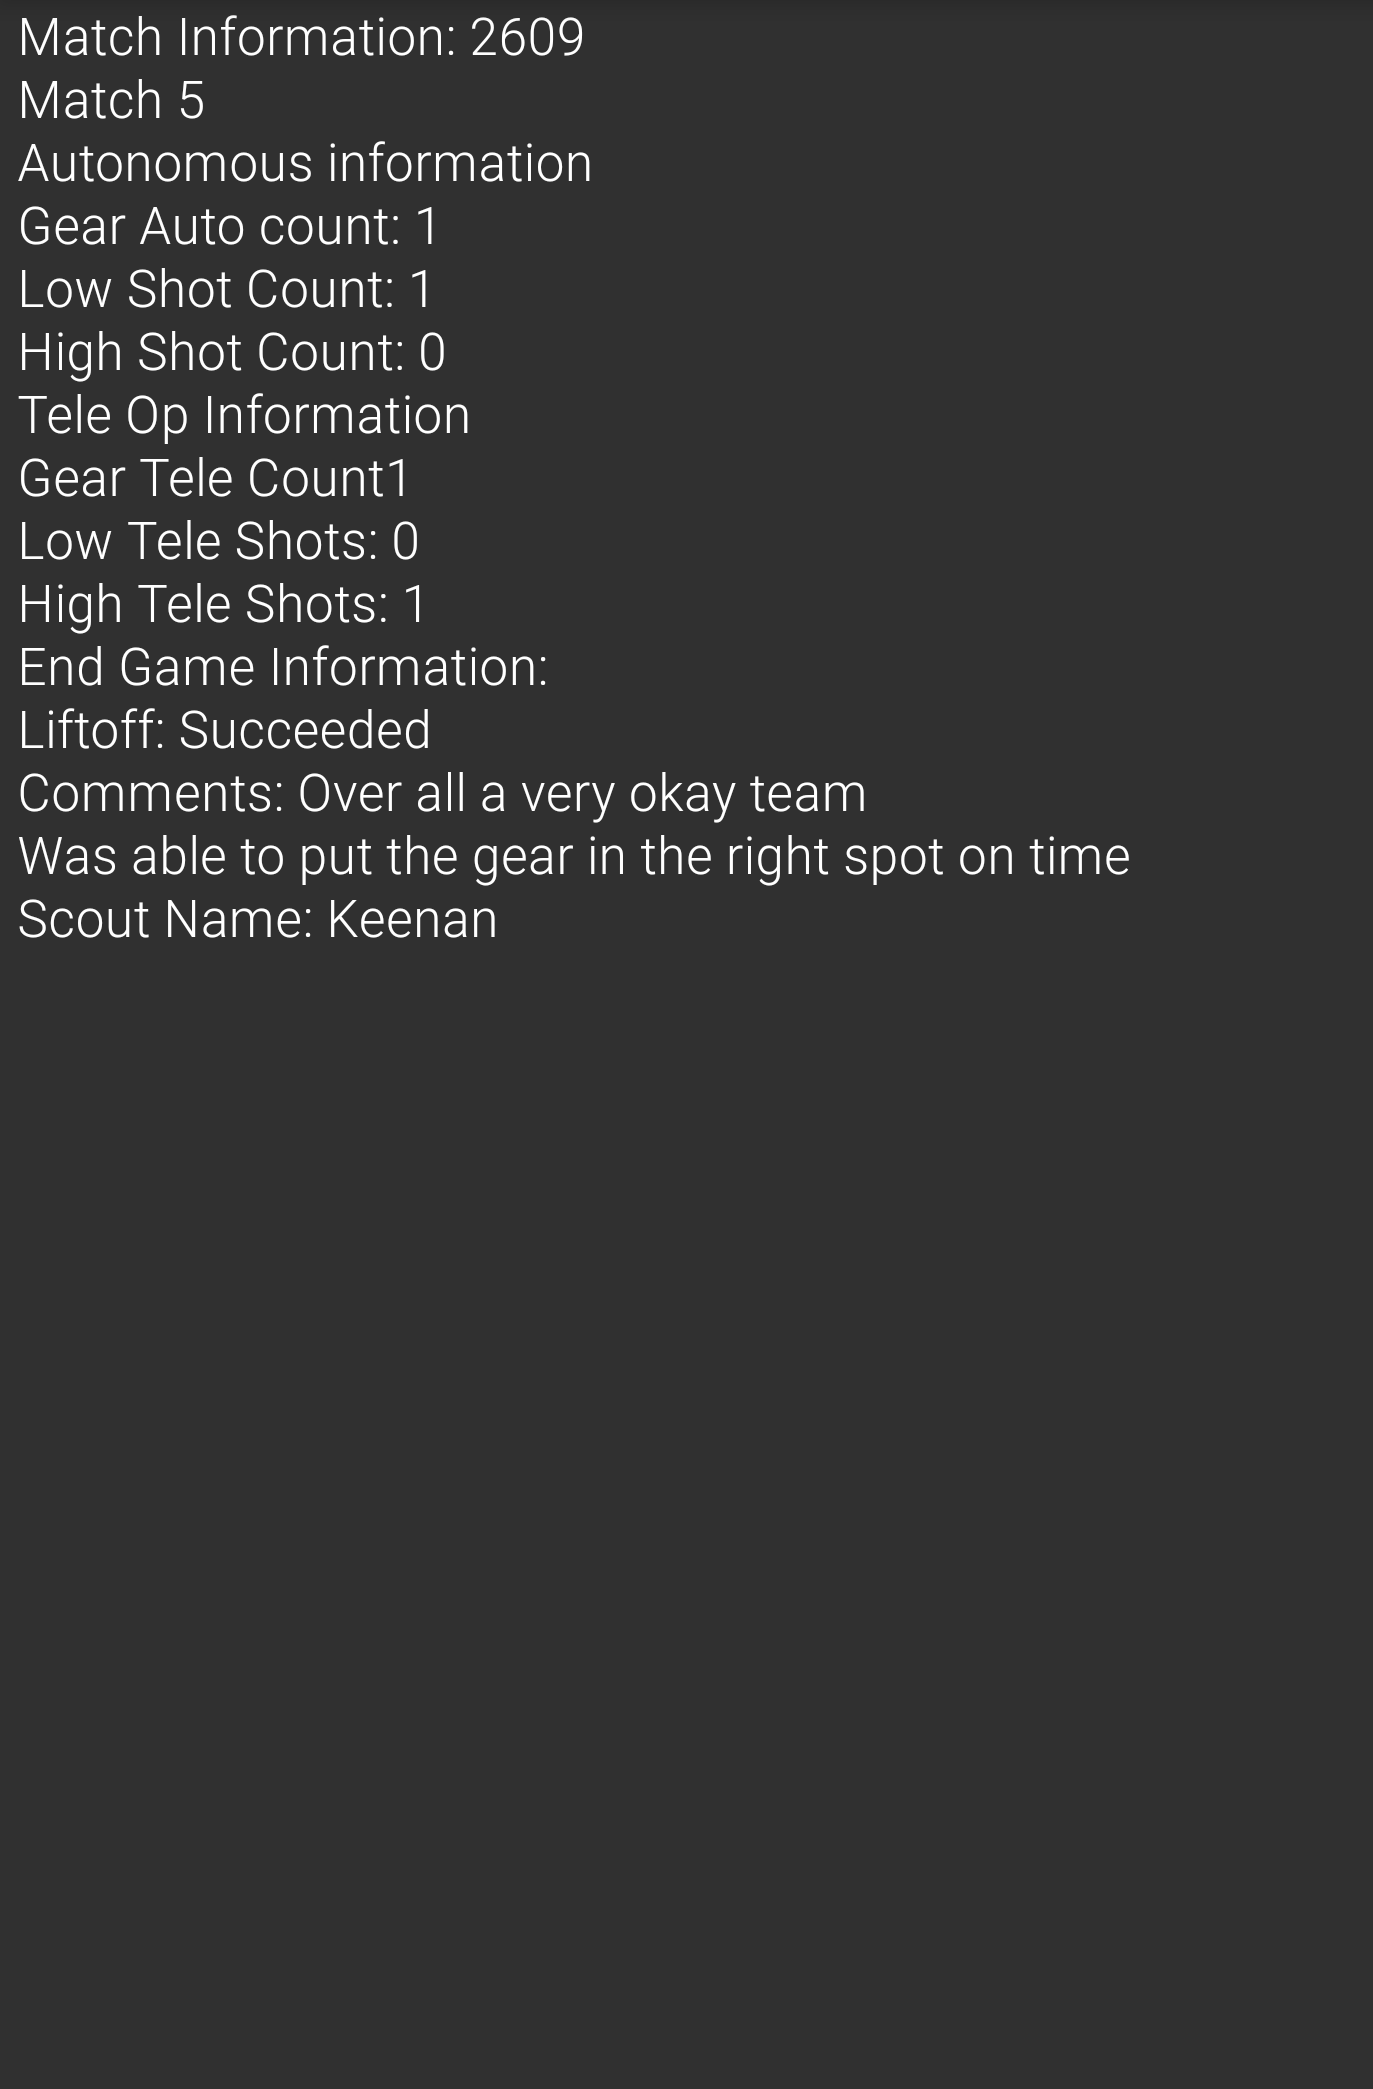 Match Information: 2609
Match 5
Autonomous information
Gear Auto count: 1
Low Shot Count: 1
High Shot Count: 0
Tele Op Information
Gear Tele Count1
Low Tele Shots: 0
High Tele Shots: 1
End Game Information:
Liftoff: Succeeded
Comments: Over all a very okay team
Was able to put the gear in the right spot on time
Scout Name: Keenan